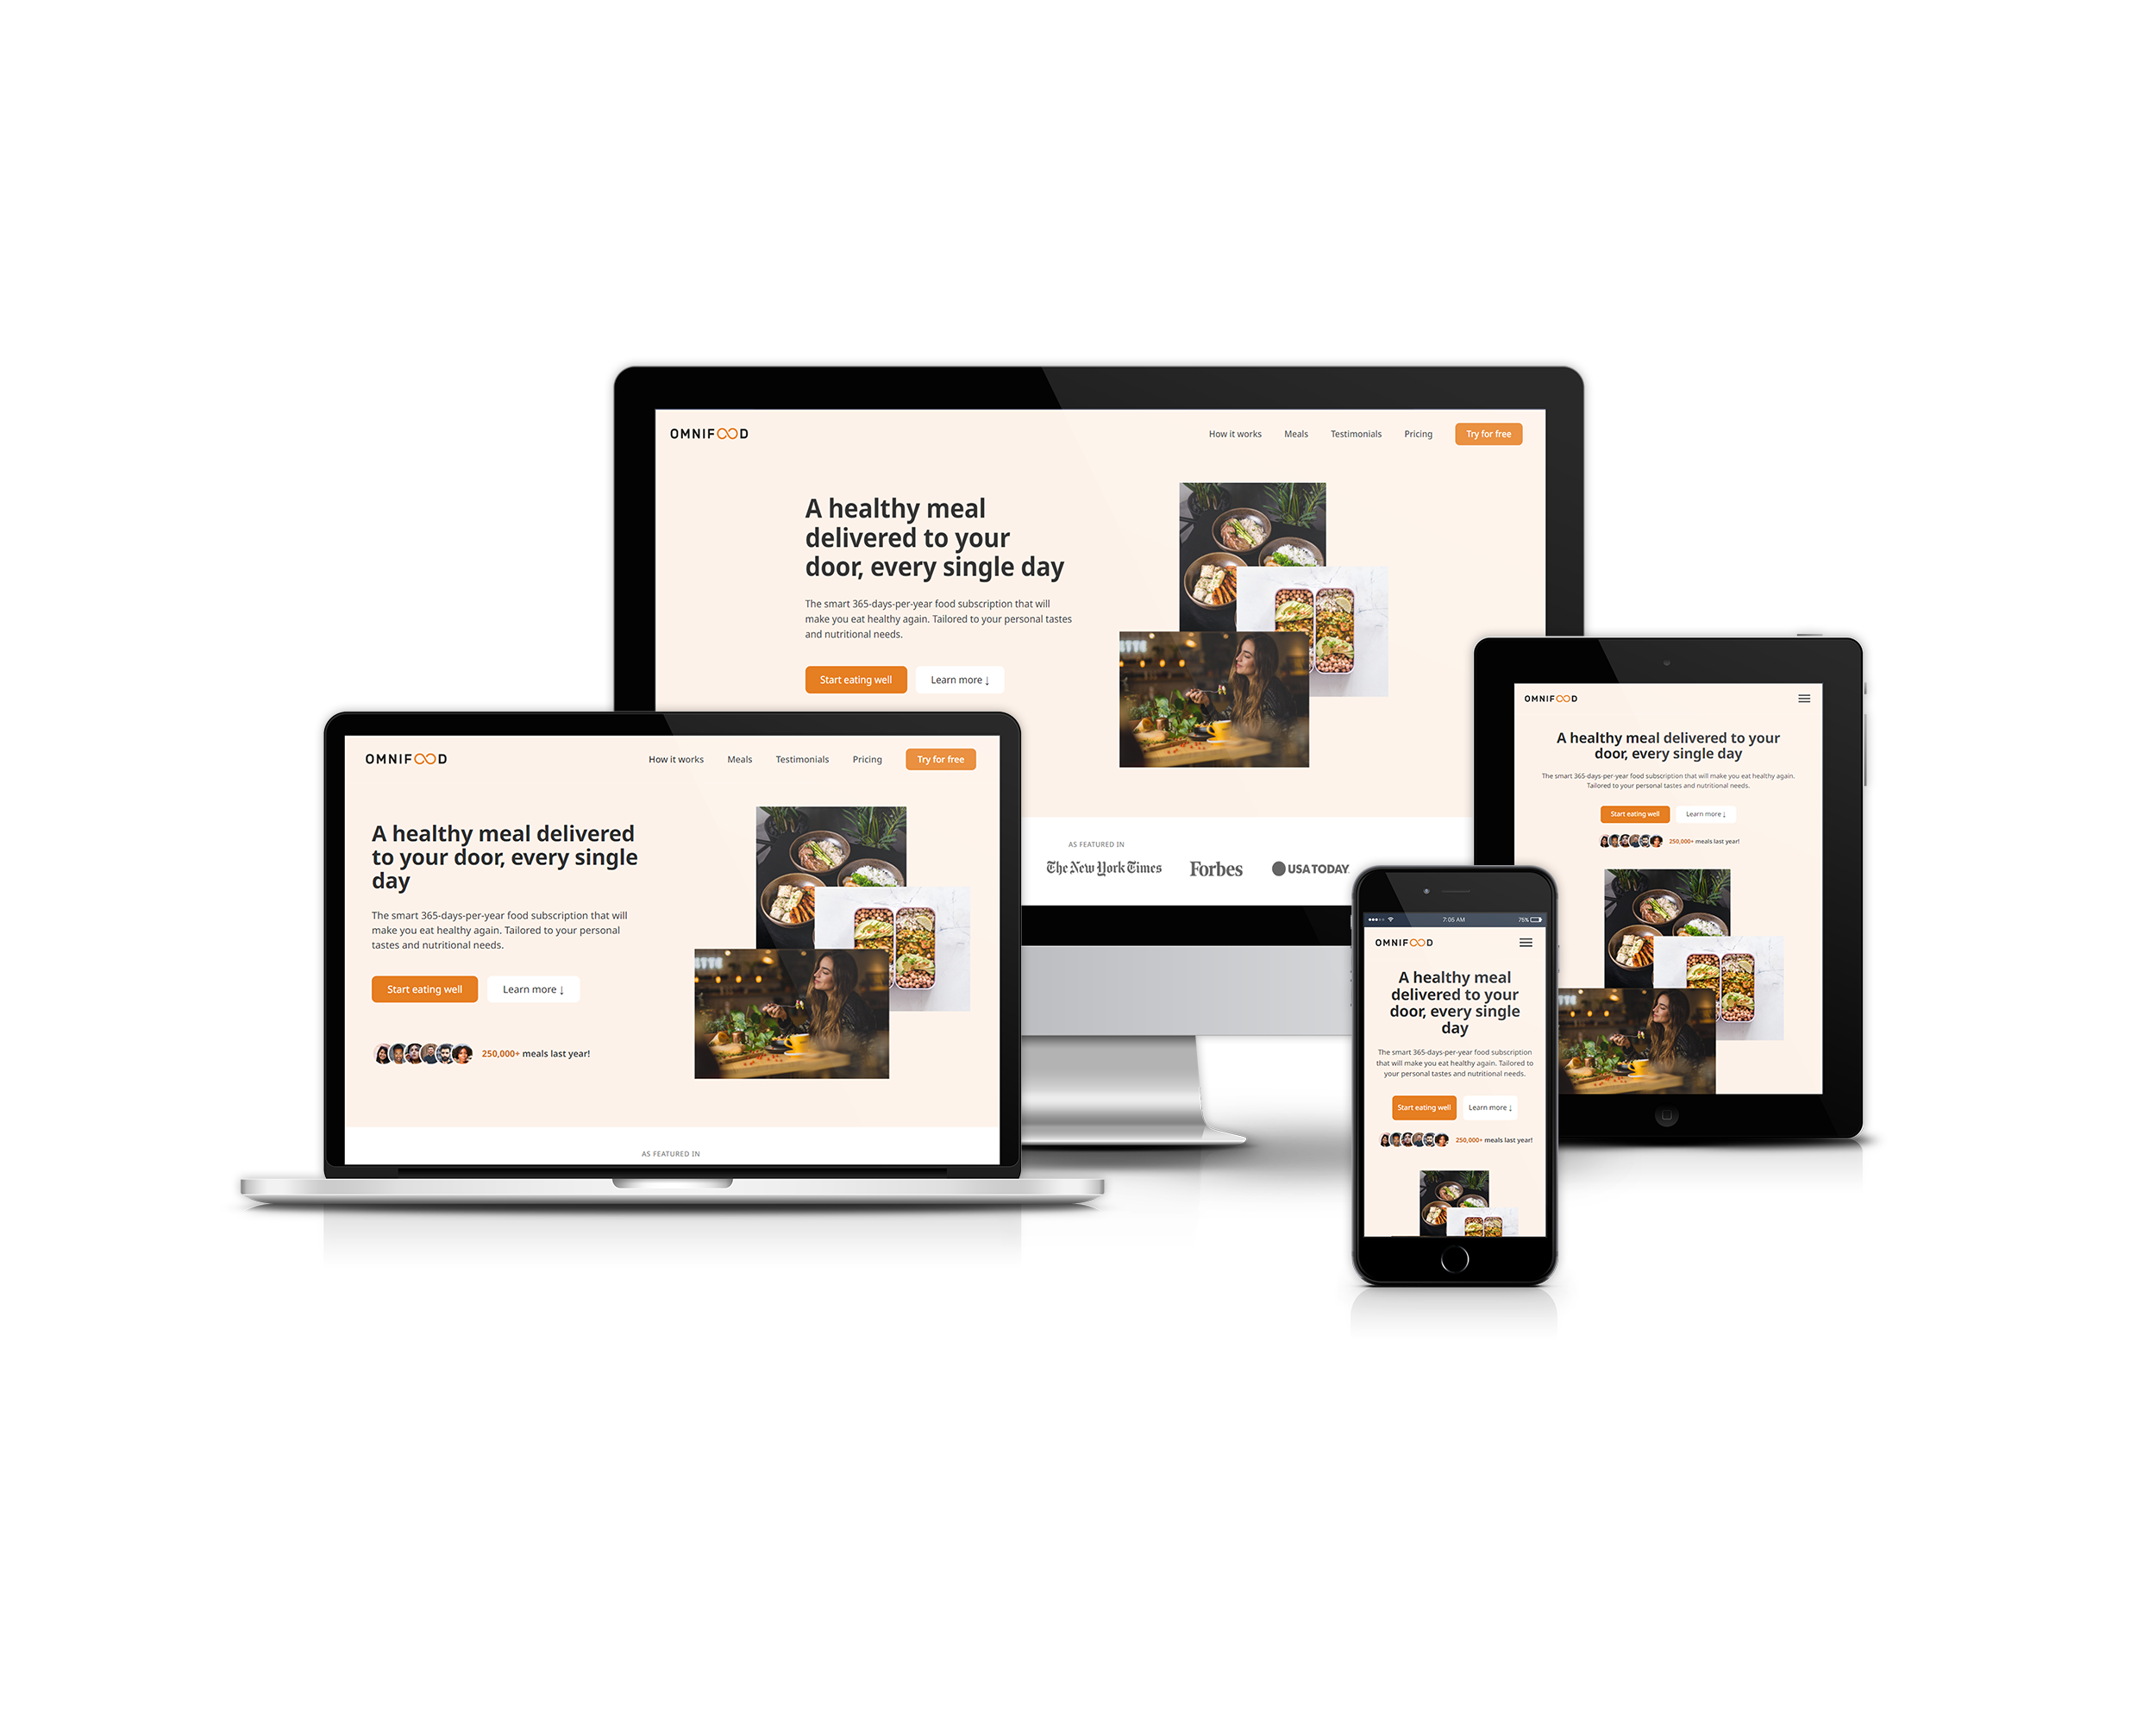 OMNIFOOD
How it works Meals Testimonials Pricing Try for free
A healthy meal
delivered to your
door, every single day
The smart 365-days-per-year food subscription that will
make you eat healthy again. Tailored to your personal tastes
and nutritional needs.
Start eating well Learn more ↓
AS FEATURED IN
The New York Times Forbes USA TODAY
OMNIFOOD
How it works Meals Testimonials Pricing Try for free
A healthy meal delivered
to your door, every single
day
The smart 365-days-per-year food subscription that will
make you eat healthy again. Tailored to your personal
tastes and nutritional needs.
Start eating well Learn more ↓
250,000+ meals last year!
AS FEATURED IN
OMNIFOOD
A healthy meal delivered to your
door, every single day
The smart 365-days-per-year food subscription that will make you eat healthy again.
Tailored to your personal tastes and nutritional needs.
Start eating well Learn more ↓
250,000+ meals last year!
7:06 AM 75%
OMNIFOOD
A healthy meal
delivered to your
door, every single
day
The smart 365-days-per-year food subscription
that will make you eat healthy again. Tailored to
your personal tastes and nutritional needs.
Start eating well Learn more ↓
250,000+ meals last year!